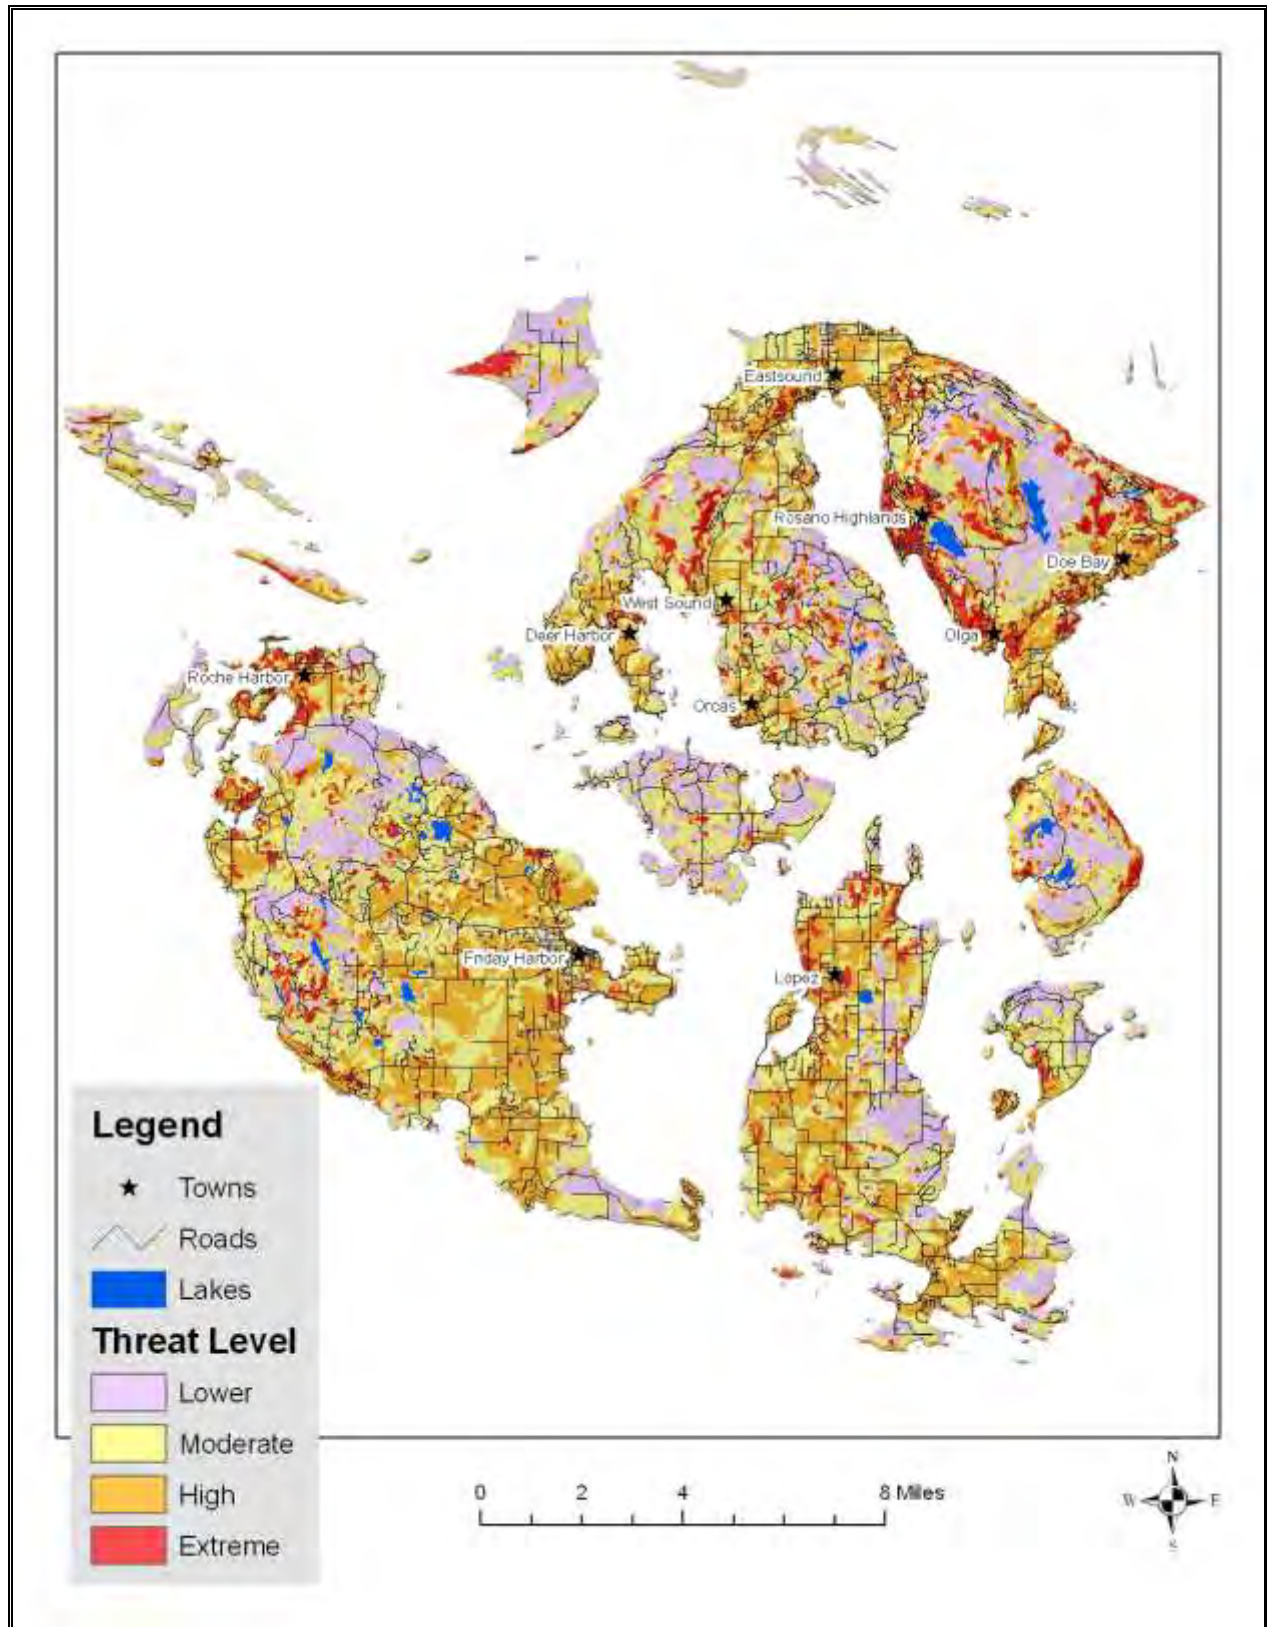 Eastsound
Rosario Highlands
Doe Bay
West Sound
Deer Harbor
Olga
Roche Harbor
Orcas
Friday Harbor
Lopez
Legend
Towns
Roads
Lakes
Threat Level
Lower
Moderate
High
Extreme
0 2 4 8 Miles
N
W E
S